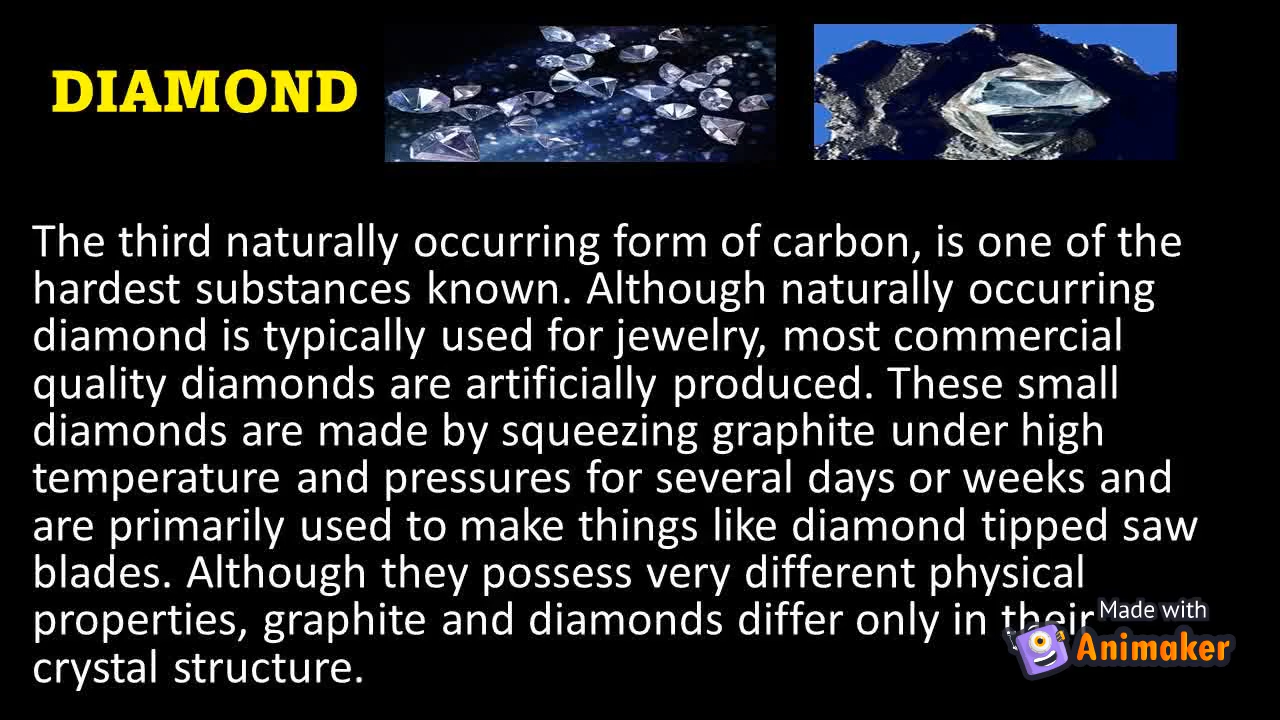 DIAMOND
The third naturally occurring form of carbon, is one of the
hardest substances known. Although naturally occurring
diamond is typically used for jewelry, most commercial
quality diamonds are artificially produced. These small
diamonds are made by squeezing graphite under high
temperature and pressures for several days or weeks and
are primarily used to make things like diamond tipped saw
blades. Although they possess very different physical
properties, graphite and diamonds differ only in their
crystal structure.
Made with
Animaker